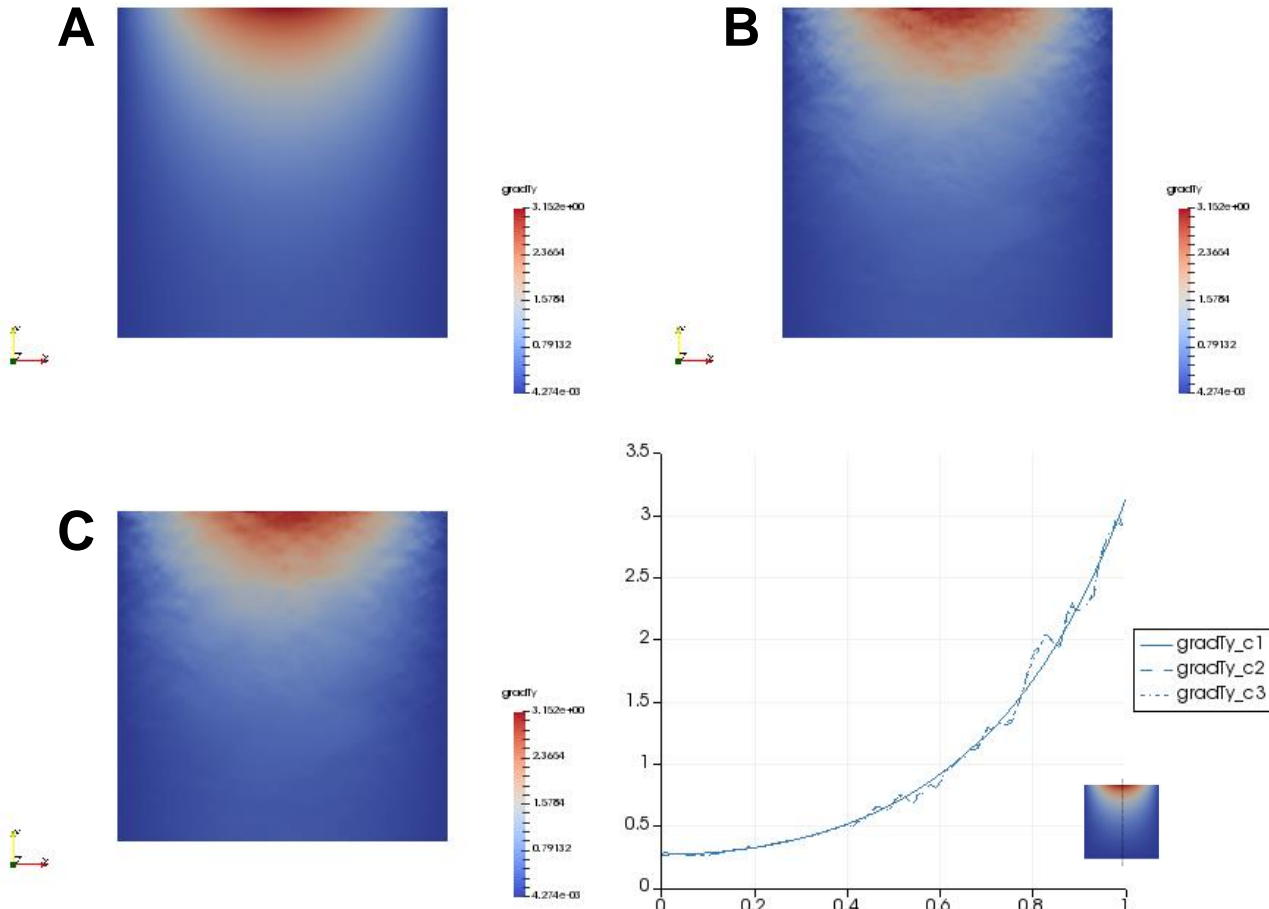 A
gradTy
3.152e+00
2.3654
1.5784
0.79132
4.274e-03
Y
Z
X
B
gradTy
3.152e+00
2.3654
1.5784
0.79132
4.274e-03
Y
Z
X
C
gradTy
3.152e+00
2.3654
1.5784
0.79132
4.274e-03
Y
Z
X
3.5
3
2.5
2
1.5
1
0.5
0
0
0.2
0.4
0.6
0.8
1
gradTy_c1
gradTy_c2
gradTy_c3